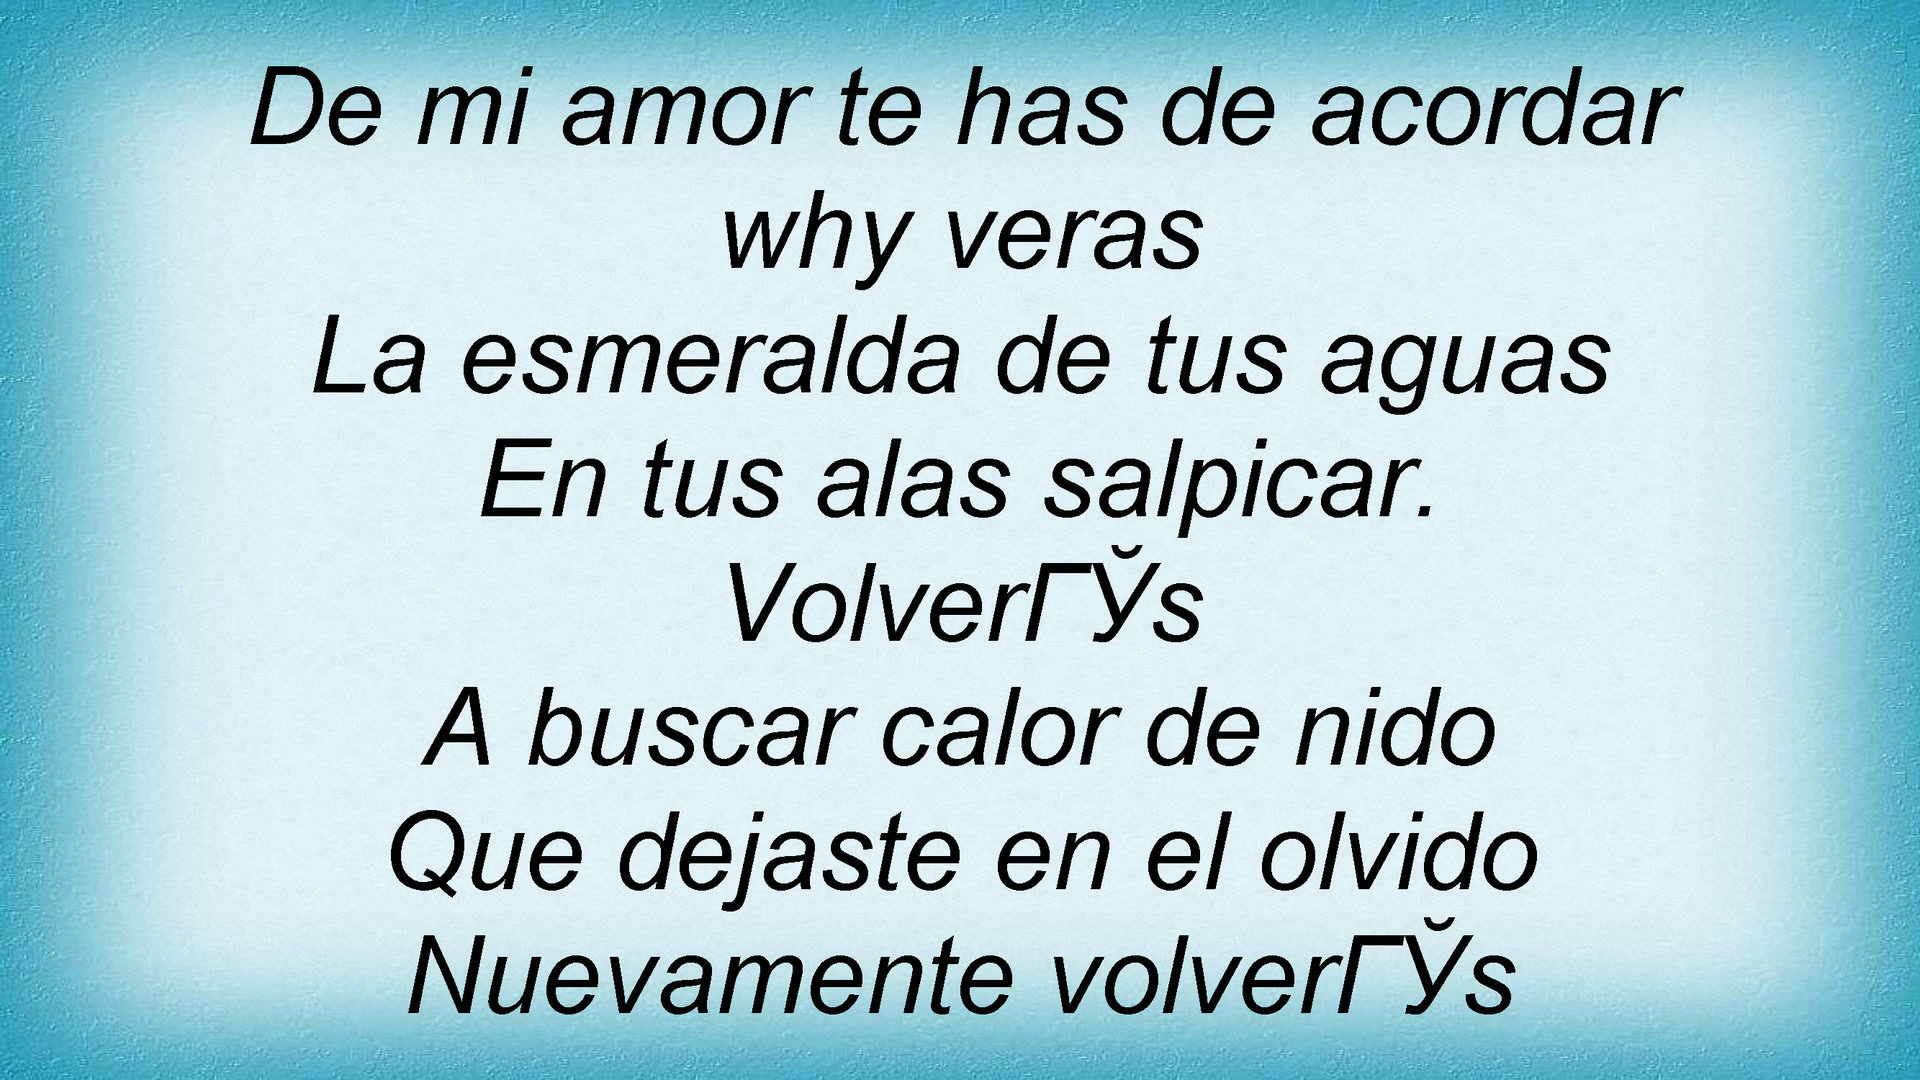 De mi amor te has de acordar
why veras
La esmeralda de tus aguas
En tus alas salpicar.
VolverГЎs
A buscar calor de nido
Que dejaste en el olvido
Nuevamente volverГЎs